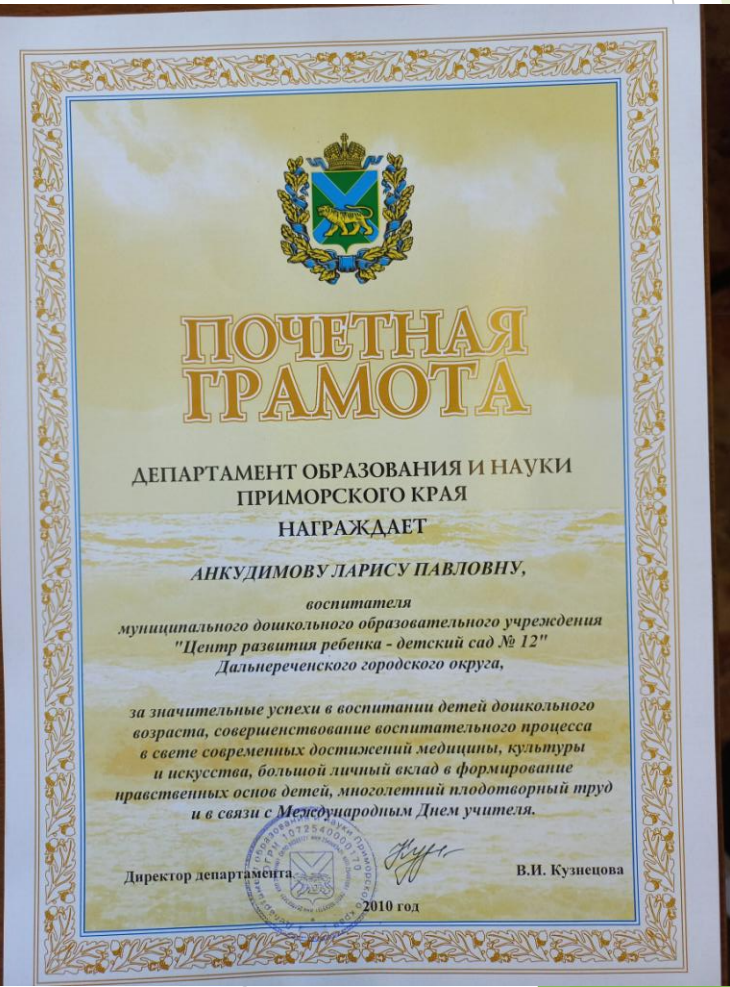 ПОЧЕТНАЯ
ГРАМОТА
ДЕПАРТАМЕНТ ОБРАЗОВАНИЯ И НАУКИ
ПРИМОРСКОГО КРАЯ
НАГРАЖДАЕТ
АНКУДИМОВУ ЛАРИСУ ПАВЛОВНУ,
воспитателя
муниципального дошкольного образовательного учреждения
"Центр развития ребенка - детский сад № 12"
Дальнереченского городского округа,
за значительные успехи в воспитании детей дошкольного
возраста, совершенствование воспитательного процесса
в свете современных достижений медицины, культуры
и искусства, большой личный вклад в формирование
нравственных основ детей, многолетний плодотворный труд
и в связи с Международным Днем учителя.
Директор департамента
В.И. Кузнецова
2010 год